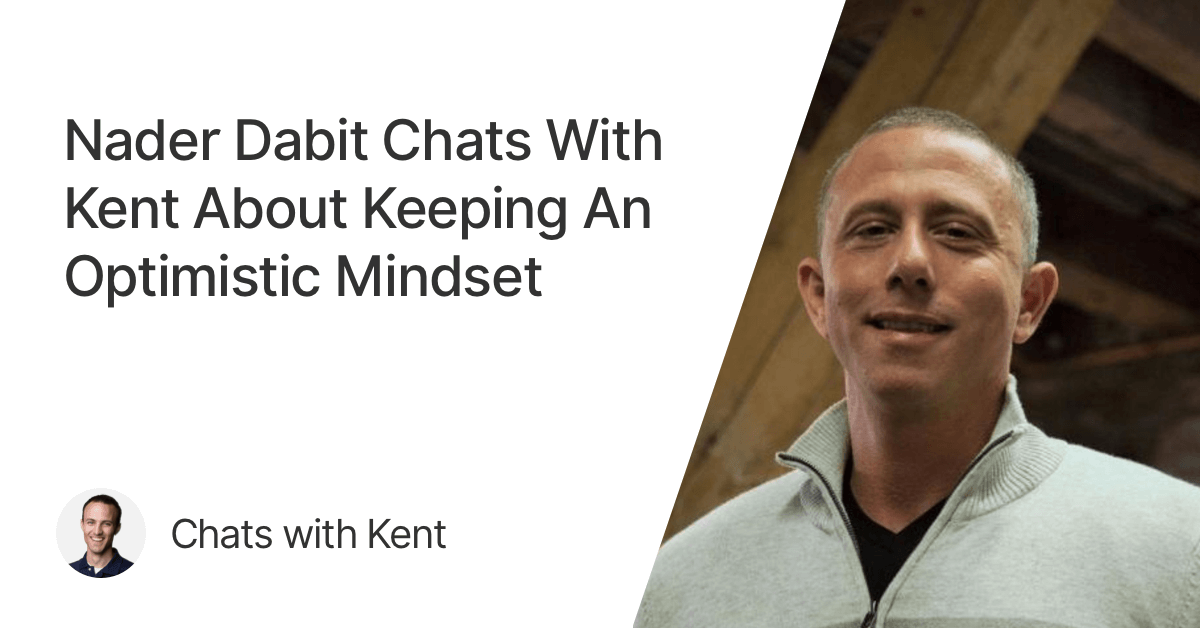 Nader Dabit Chats With
Kent About Keeping An
Optimistic Mindset
Chats with Kent